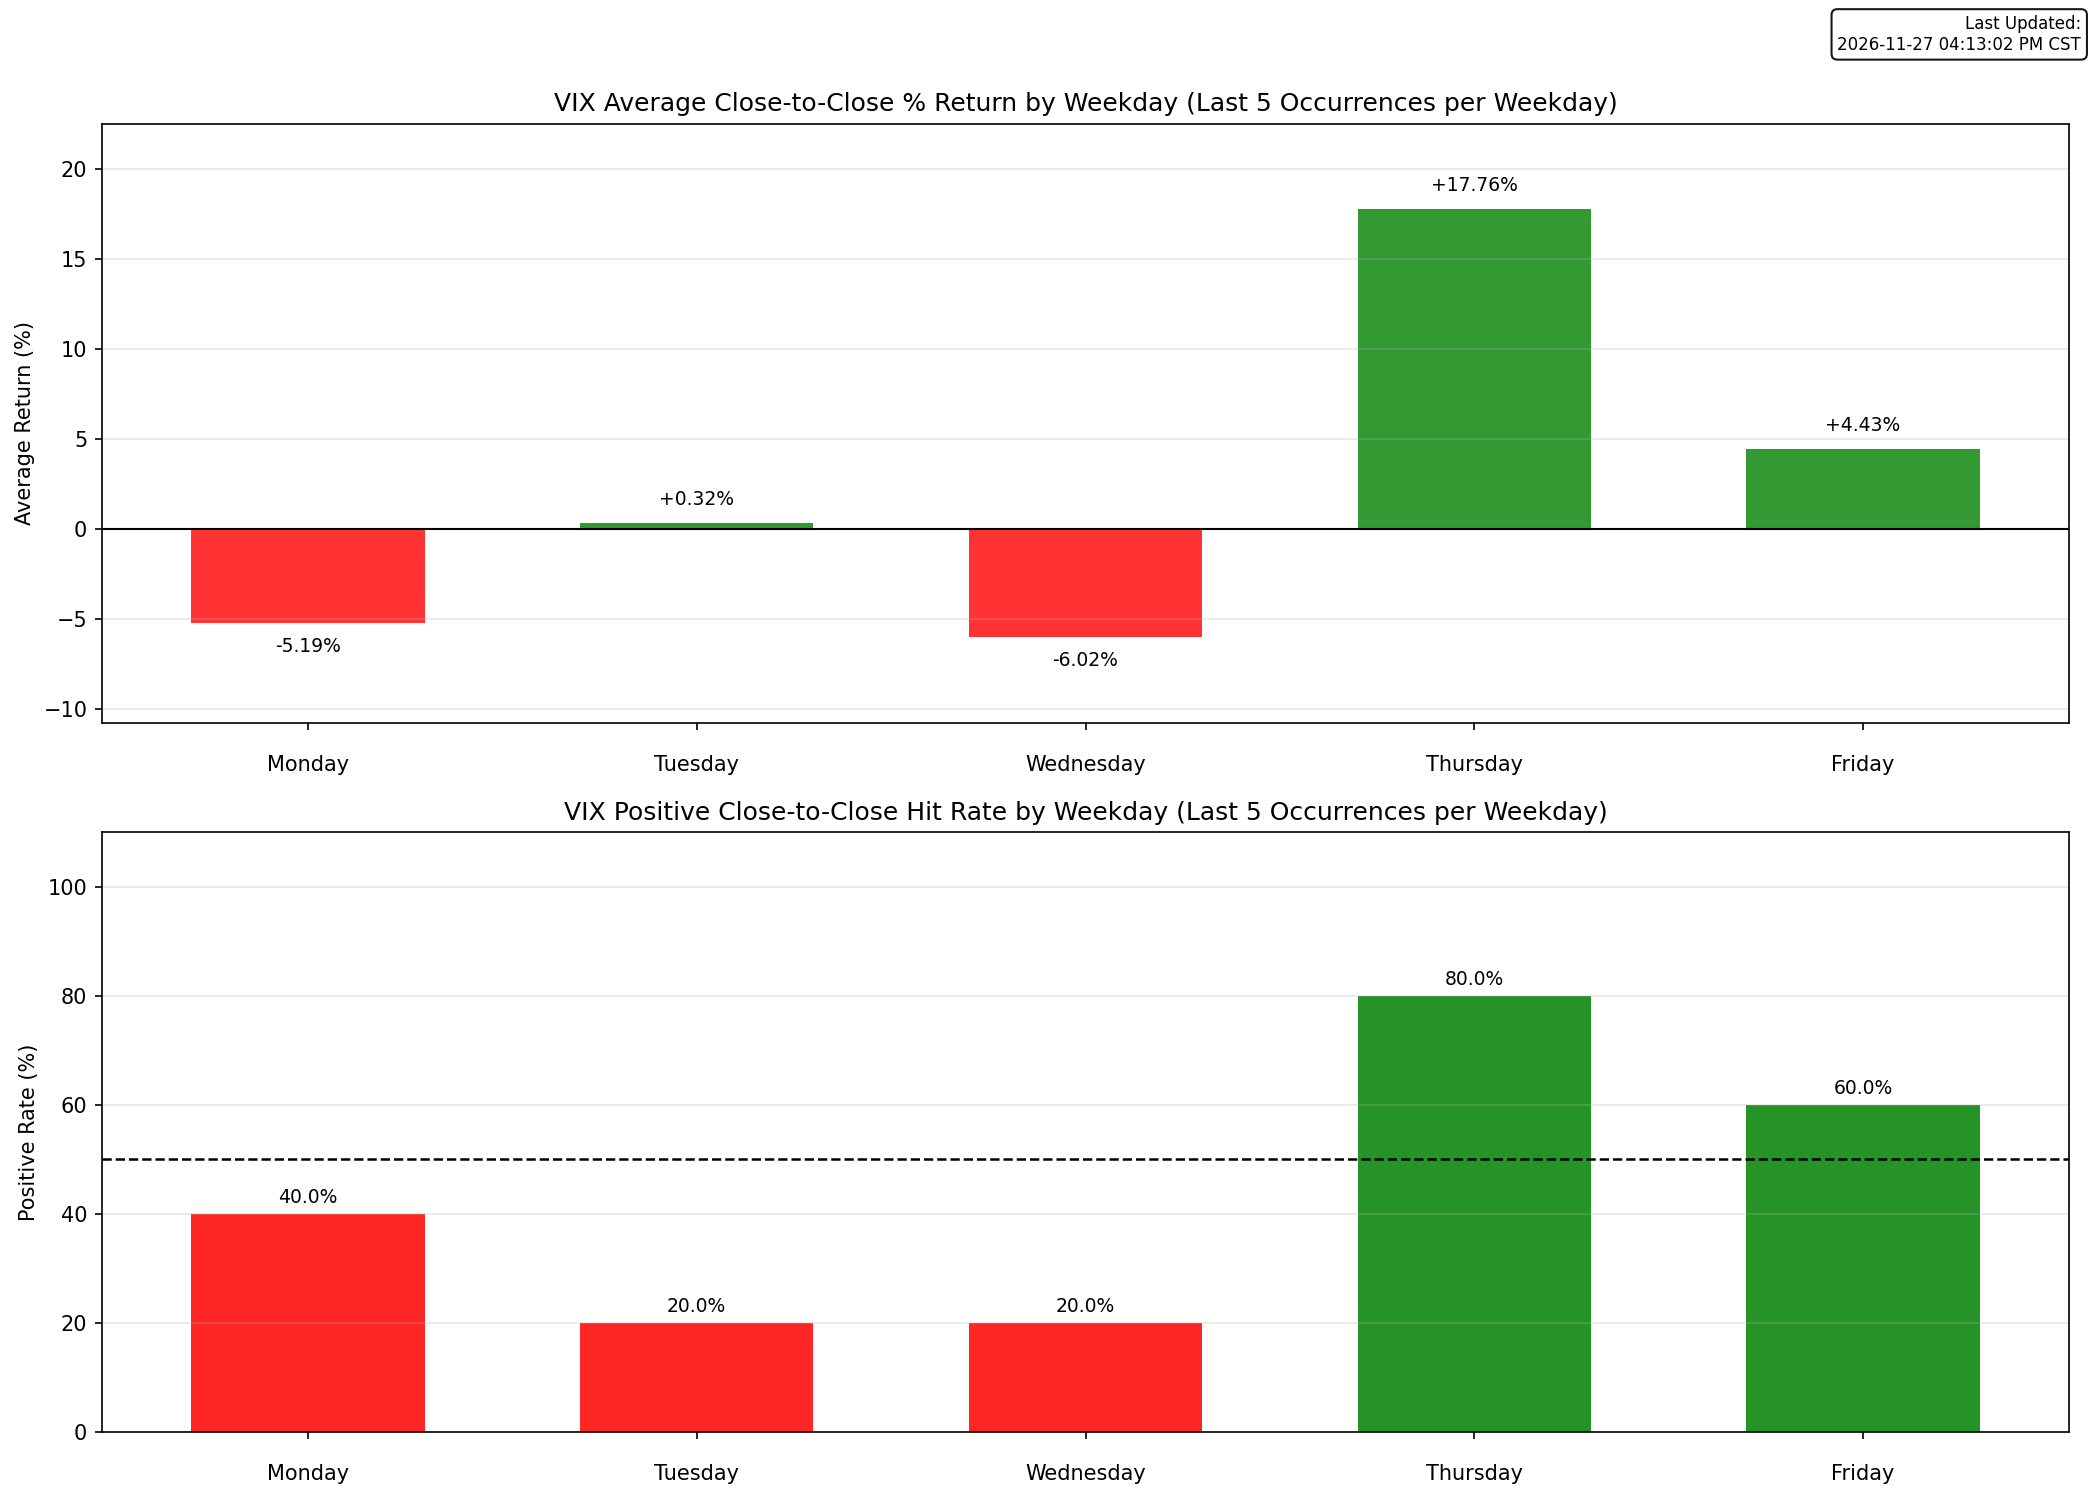 Last Updated:
2026-11-27 04:13:02 PM CST
VIX Average Close-to-Close % Return by Weekday (Last 5 Occurrences per Weekday)
Average Return (%)
20
15
10
5
0
−5
−10
-5.19%
+0.32%
-6.02%
+17.76%
+4.43%
Monday
Tuesday
Wednesday
Thursday
Friday
VIX Positive Close-to-Close Hit Rate by Weekday (Last 5 Occurrences per Weekday)
Positive Rate (%)
100
80
60
40
20
0
40.0%
20.0%
20.0%
80.0%
60.0%
Monday
Tuesday
Wednesday
Thursday
Friday